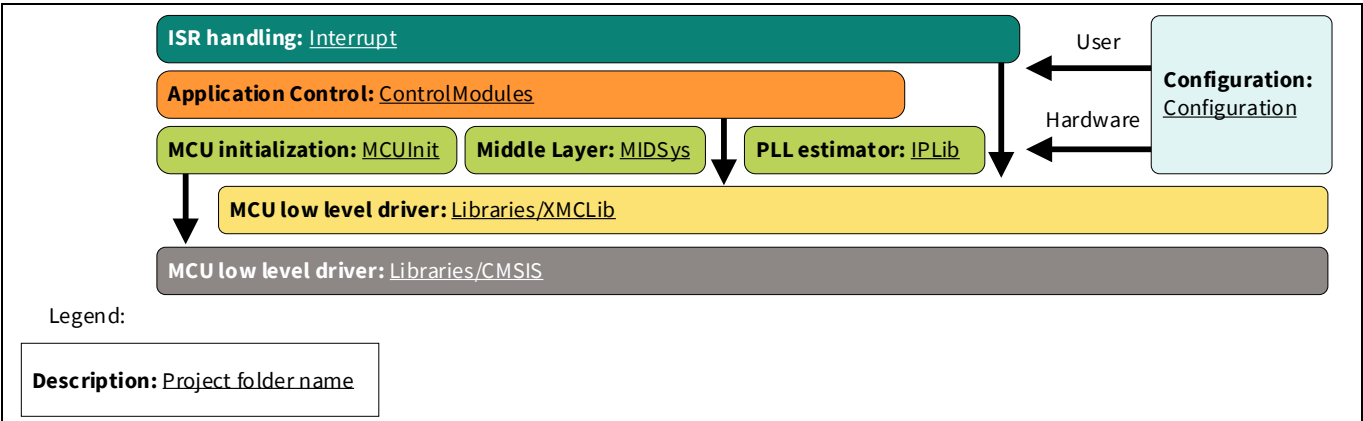 ISR handling: Interrupt
User
Configuration:
Configuration
Application Control: ControlModules
Hardware
MCU initialization: MCUInit
Middle Layer: MIDSys
PLL estimator: IPLib
MCU low level driver: Libraries/XMCLib
MCU low level driver: Libraries/CMSIS
Legend:
Description: Project folder name